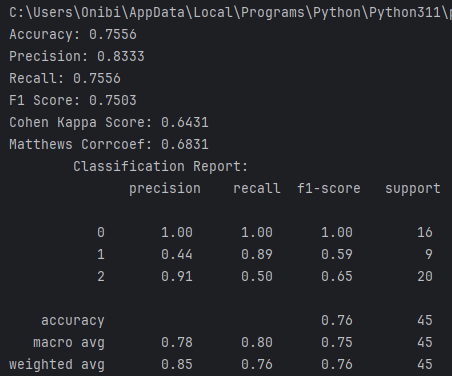 C:\Users\Onibi\AppData\Local\Programs\Python\Python311\p
Accuracy: 0.7556
Precision: 0.8333
Recall: 0.7556
F1 Score: 0.7503
Cohen Kappa Score: 0.6431
Matthews Corrcoef: 0.6831
Classification Report:
precision recall f1-score support
0 1.00 1.00 1.00 16
1 0.44 0.89 0.59 9
2 0.91 0.50 0.65 20
accuracy 0.76 45
macro avg 0.78 0.80 0.75 45
weighted avg 0.85 0.76 0.76 45